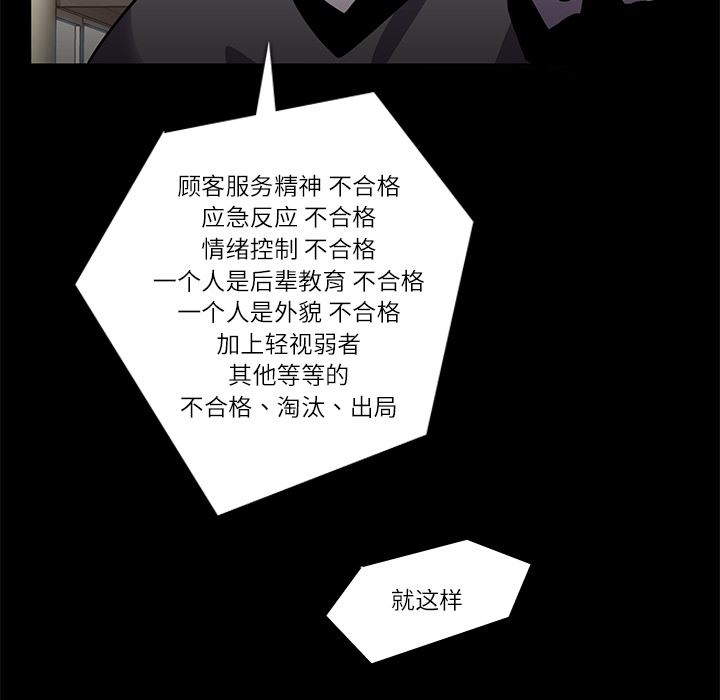 顾客服务精神 不合格
应急反应 不合格
情绪控制 不合格
一个人是后辈教育 不合格
一个人是外貌 不合格
加上轻视弱者
其他等等的
不合格、淘汰、出局
就这样